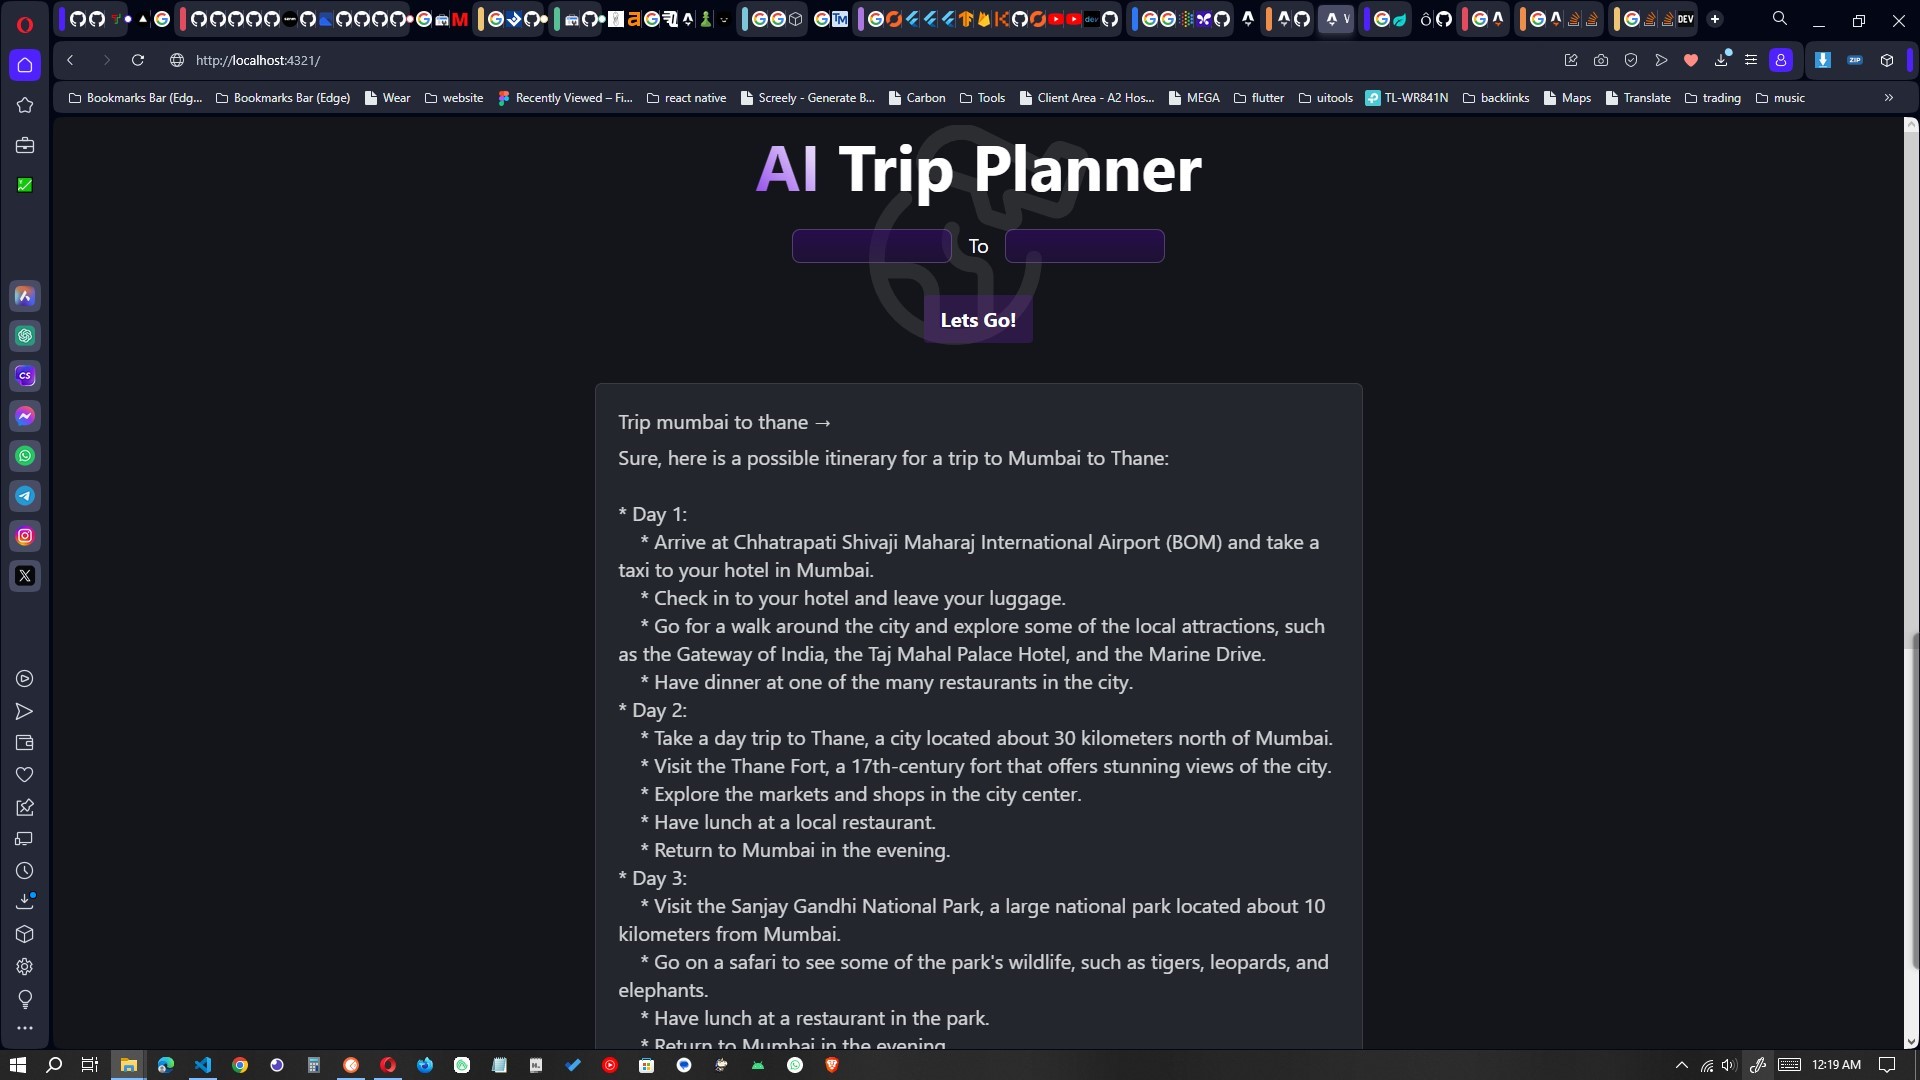 http://localhost:4321/
Bookmarks Bar (Edg... Bookmarks Bar (Edge) Wear website Recently Viewed – Fi... react native Screely - Generate B... Carbon Tools Client Area - A2 Hos... MEGA flutter uitools TL-WR841N backlinks Maps Translate trading music
AI Trip Planner
To
Lets Go!
Trip mumbai to thane →
Sure, here is a possible itinerary for a trip to Mumbai to Thane:
* Day 1:
* Arrive at Chhatrapati Shivaji Maharaj International Airport (BOM) and take a
taxi to your hotel in Mumbai.
* Check in to your hotel and leave your luggage.
* Go for a walk around the city and explore some of the local attractions, such
as the Gateway of India, the Taj Mahal Palace Hotel, and the Marine Drive.
* Have dinner at one of the many restaurants in the city.
* Day 2:
* Take a day trip to Thane, a city located about 30 kilometers north of Mumbai.
* Visit the Thane Fort, a 17th-century fort that offers stunning views of the city.
* Explore the markets and shops in the city center.
* Have lunch at a local restaurant.
* Return to Mumbai in the evening.
* Day 3:
* Visit the Sanjay Gandhi National Park, a large national park located about 10
kilometers from Mumbai.
* Go on a safari to see some of the park's wildlife, such as tigers, leopards, and
elephants.
* Have lunch at a restaurant in the park.
* Return to Mumbai in the evening
12:19 AM